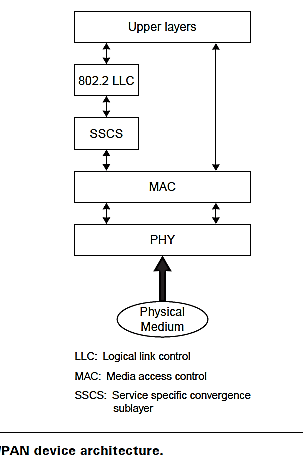 Upper layers
802.2 LLC
SSCS
MAC
PHY
Physical
Medium
LLC: Logical link control
MAC: Media access control
SSCS: Service specific convergence
sublayer
PAN device architecture.